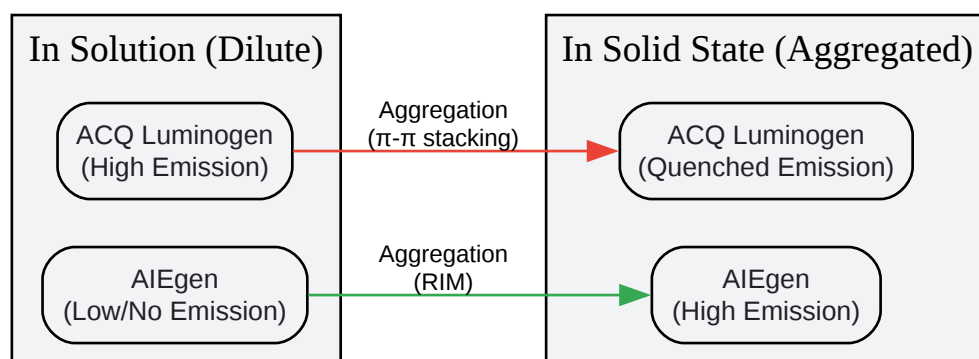 In Solution (Dilute)
In Solid State (Aggregated)
ACQ Luminogen
(High Emission)
Aggregation
(π-π stacking)
ACQ Luminogen
(Quenched Emission)
AIEgen
(Low/No Emission)
Aggregation
(RIM)
AIEgen
(High Emission)